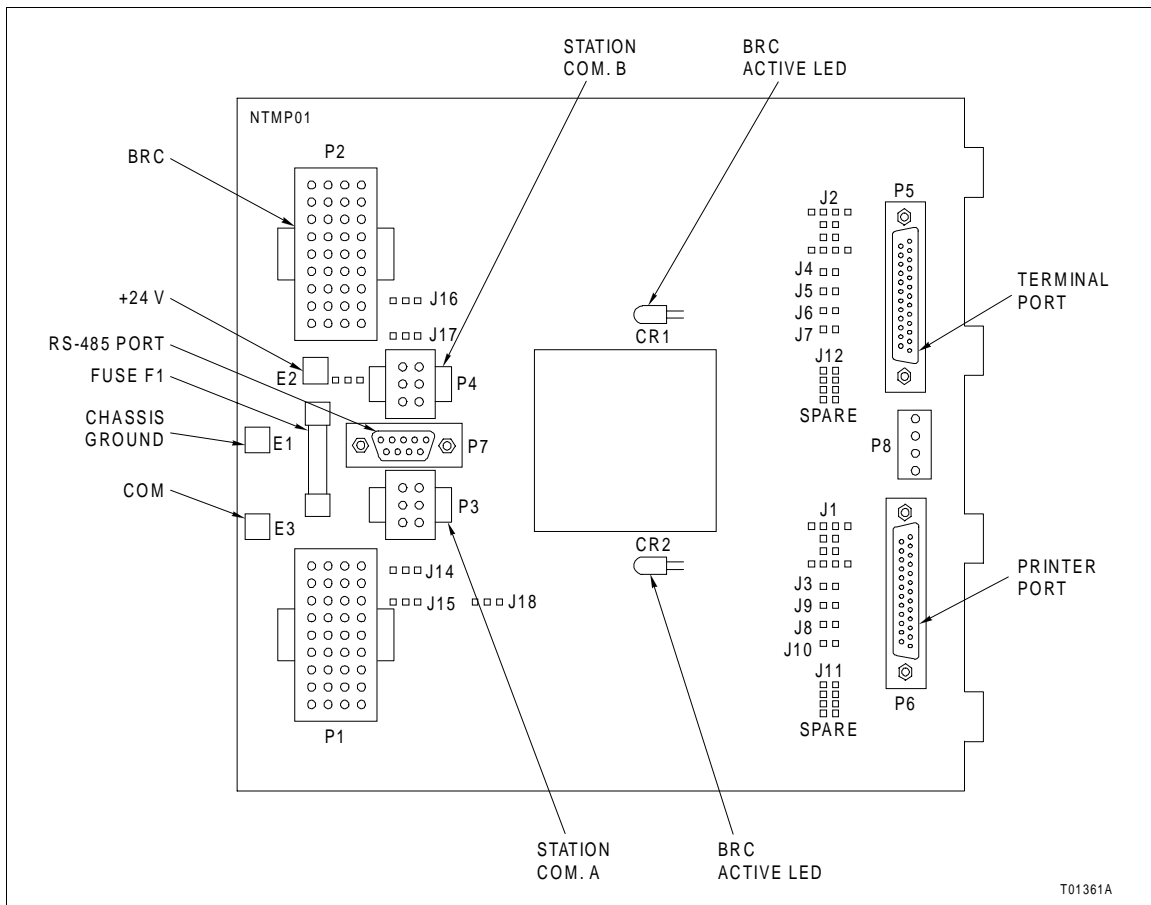 STATION
COM. B
BRC
ACTIVE LED
NTMP01
BRC
P2
J2
P5
J4
J5
J6
J7
+24 V
J16
TERMINAL
PORT
RS-485 PORT
J17
CR1
FUSE F1
E2
P4
J12
SPARE
CHASSIS
GROUND
E1
P7
P8
COM
E3
P3
J1
CR2
J14
J15
J18
J3
J9
J8
J10
PRINTER
PORT
J11
P6
SPARE
P1
STATION
COM. A
BRC
ACTIVE LED
T01361A